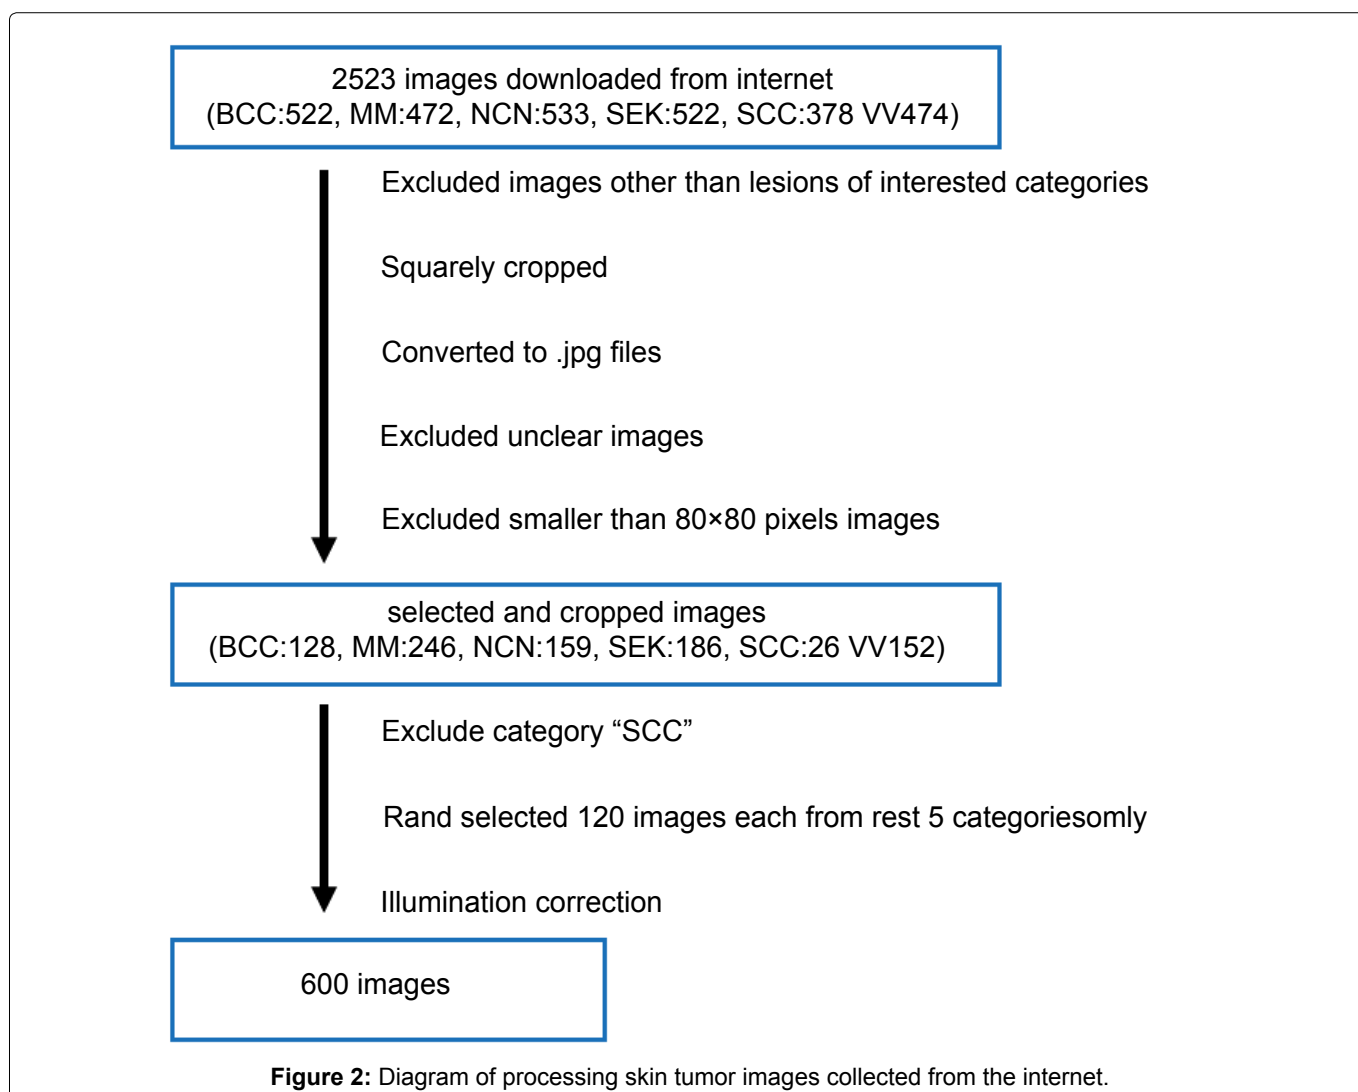 2523 images downloaded from internet
(BCC:522, MM:472, NCN:533, SEK:522, SCC:378 VV474)
Excluded images other than lesions of interested categories
Squarely cropped
Converted to .jpg files
Excluded unclear images
Excluded smaller than 80×80 pixels images
selected and cropped images
(BCC:128, MM:246, NCN:159, SEK:186, SCC:26 VV152)
Exclude category “SCC”
Rand selected 120 images each from rest 5 categoriesomly
Illumination correction
600 images
Figure 2: Diagram of processing skin tumor images collected from the internet.